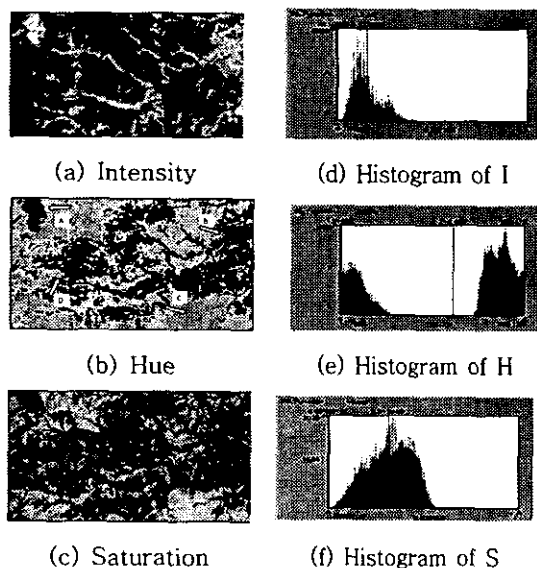 (a) Intensity
(d) Histogram of I
A
B
D
C
(b) Hue
(e) Histogram of H
(c) Saturation
(f) Histogram of S